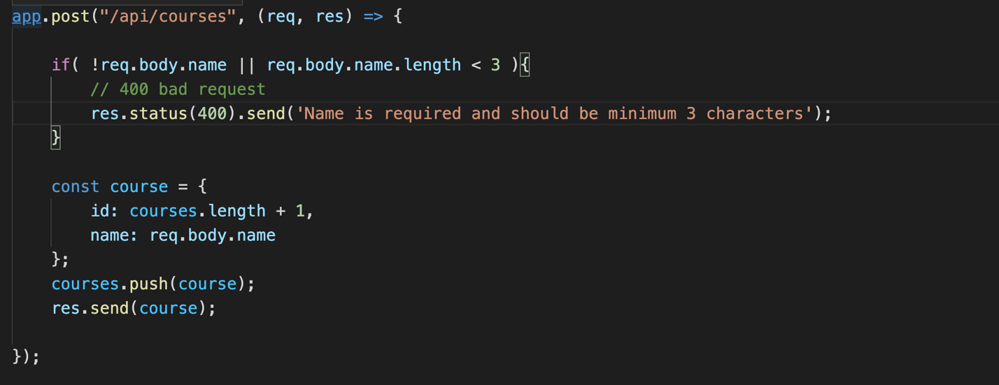 app.post("/api/courses", (req, res) => {
if( !req.body.name || req.body.name.length < 3 ){
// 400 bad request
res.status(400).send('Name is required and should be minimum 3 characters');
}
const course = {
id: courses.length + 1,
name: req.body.name
};
courses.push(course);
res.send(course);
});